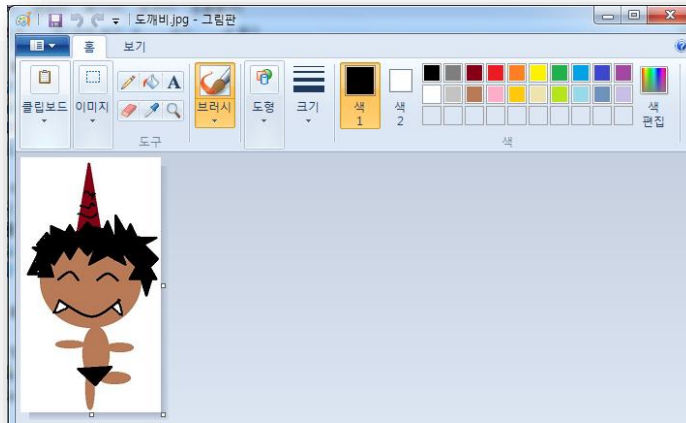 도깨비.jpg - 그림판
홈 보기
클립보드 이미지 A 브러시 도형 크기 색 1 색 2 색 편집
도구 색